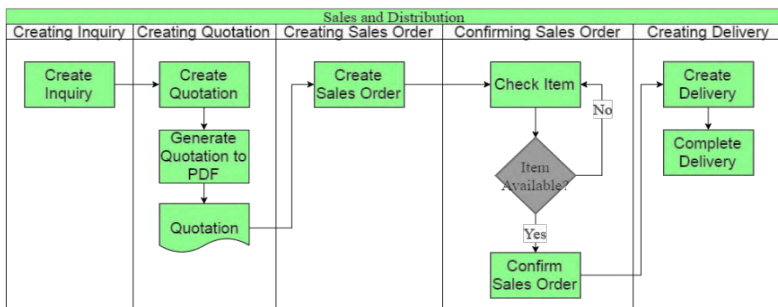 Sales and Distribution
Creating Inquiry
Creating Quotation
Creating Sales Order
Confirming Sales Order
Creating Delivery
Create
Inquiry
Create
Quotation
Generate
Quotation to
PDF
Quotation
Create
Sales Order
Check Item
No
Item
Available?
Yes
Confirm
Sales Order
Create
Delivery
Complete
Delivery